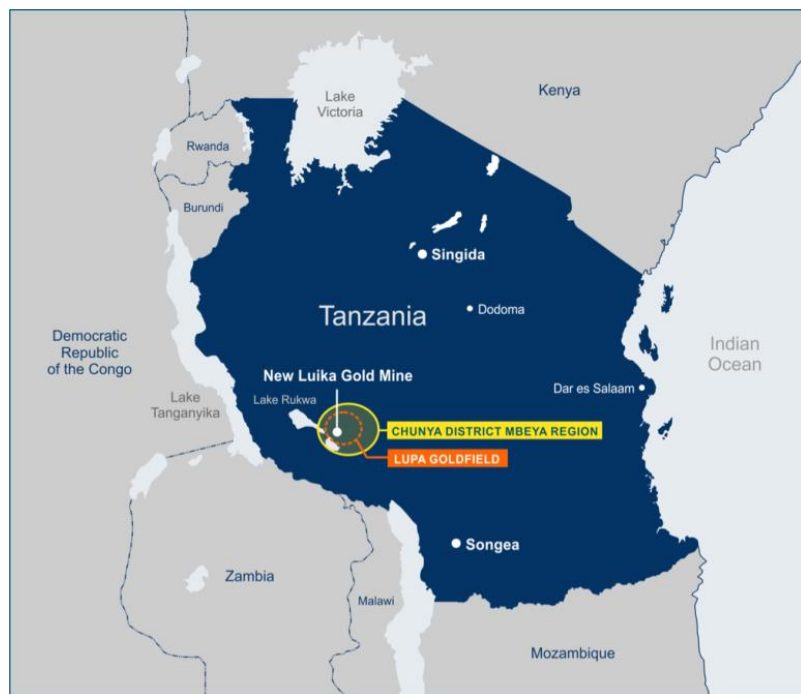 Lake
Victoria
Kenya
Rwanda
Burundi
Singida
Dodoma
Tanzania
Democratic
Republic
of the Congo
Indian
Ocean
New Luika Gold Mine
Dar es Salaam
Lake
Tanganyika
Lake Rukwa
CHUNYA DISTRICT MBEYA REGION
LUPA GOLDFIELD
Songea
Zambia
Malawi
Mozambique